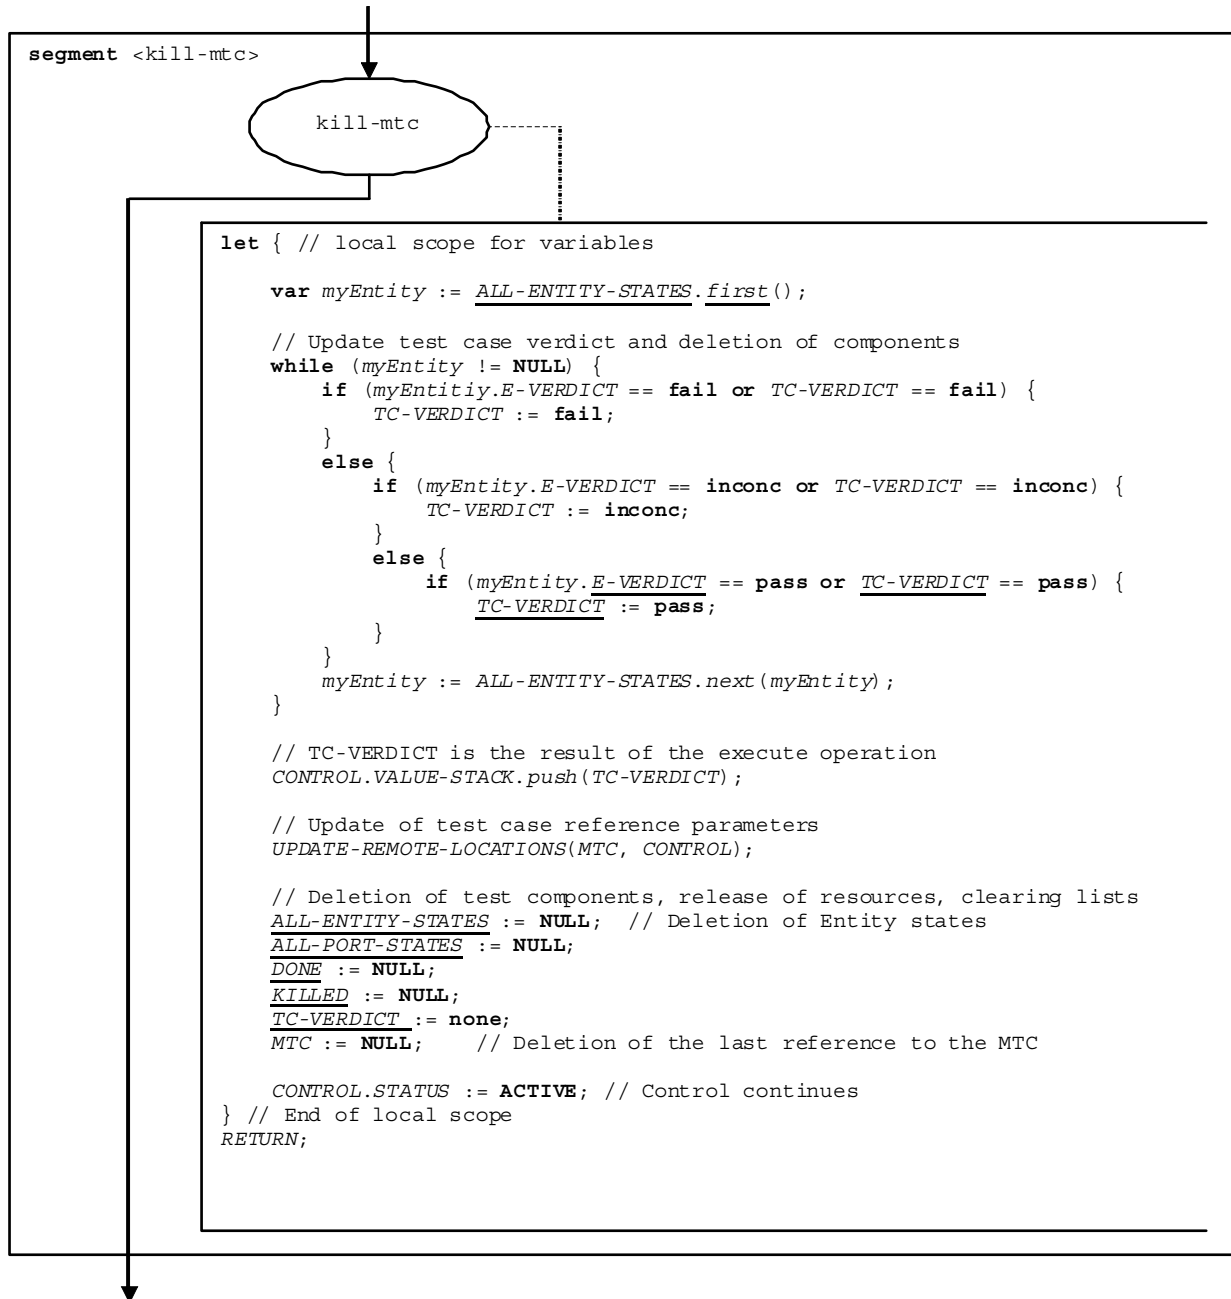 segment <kill-mtc>
kill-mtc
let { // local scope for variables
var myEntity := ALL-ENTITY-STATES.first();
// Update test case verdict and deletion of components
while (myEntity != NULL) {
if (myEntitiy.E-VERDICT == fail or TC-VERDICT == fail) {
TC-VERDICT := fail;
}
else {
if (myEntity.E-VERDICT == inconc or TC-VERDICT == inconc) {
TC-VERDICT := inconc;
}
else {
if (myEntity.E-VERDICT == pass or TC-VERDICT == pass) {
TC-VERDICT := pass;
}
}
myEntity := ALL-ENTITY-STATES.next(myEntity);
}
// TC-VERDICT is the result of the execute operation
CONTROL.VALUE-STACK.push(TC-VERDICT);
// Update of test case reference parameters
UPDATE-REMOTE-LOCATIONS(MTC, CONTROL);
// Deletion of test components, release of resources, clearing lists
ALL-ENTITY-STATES := NULL; // Deletion of Entity states
ALL-PORT-STATES := NULL;
DONE := NULL;
KILLED := NULL;
TC-VERDICT := none;
MTC := NULL; // Deletion of the last reference to the MTC
CONTROL.STATUS := ACTIVE; // Control continues
} // End of local scope
RETURN;